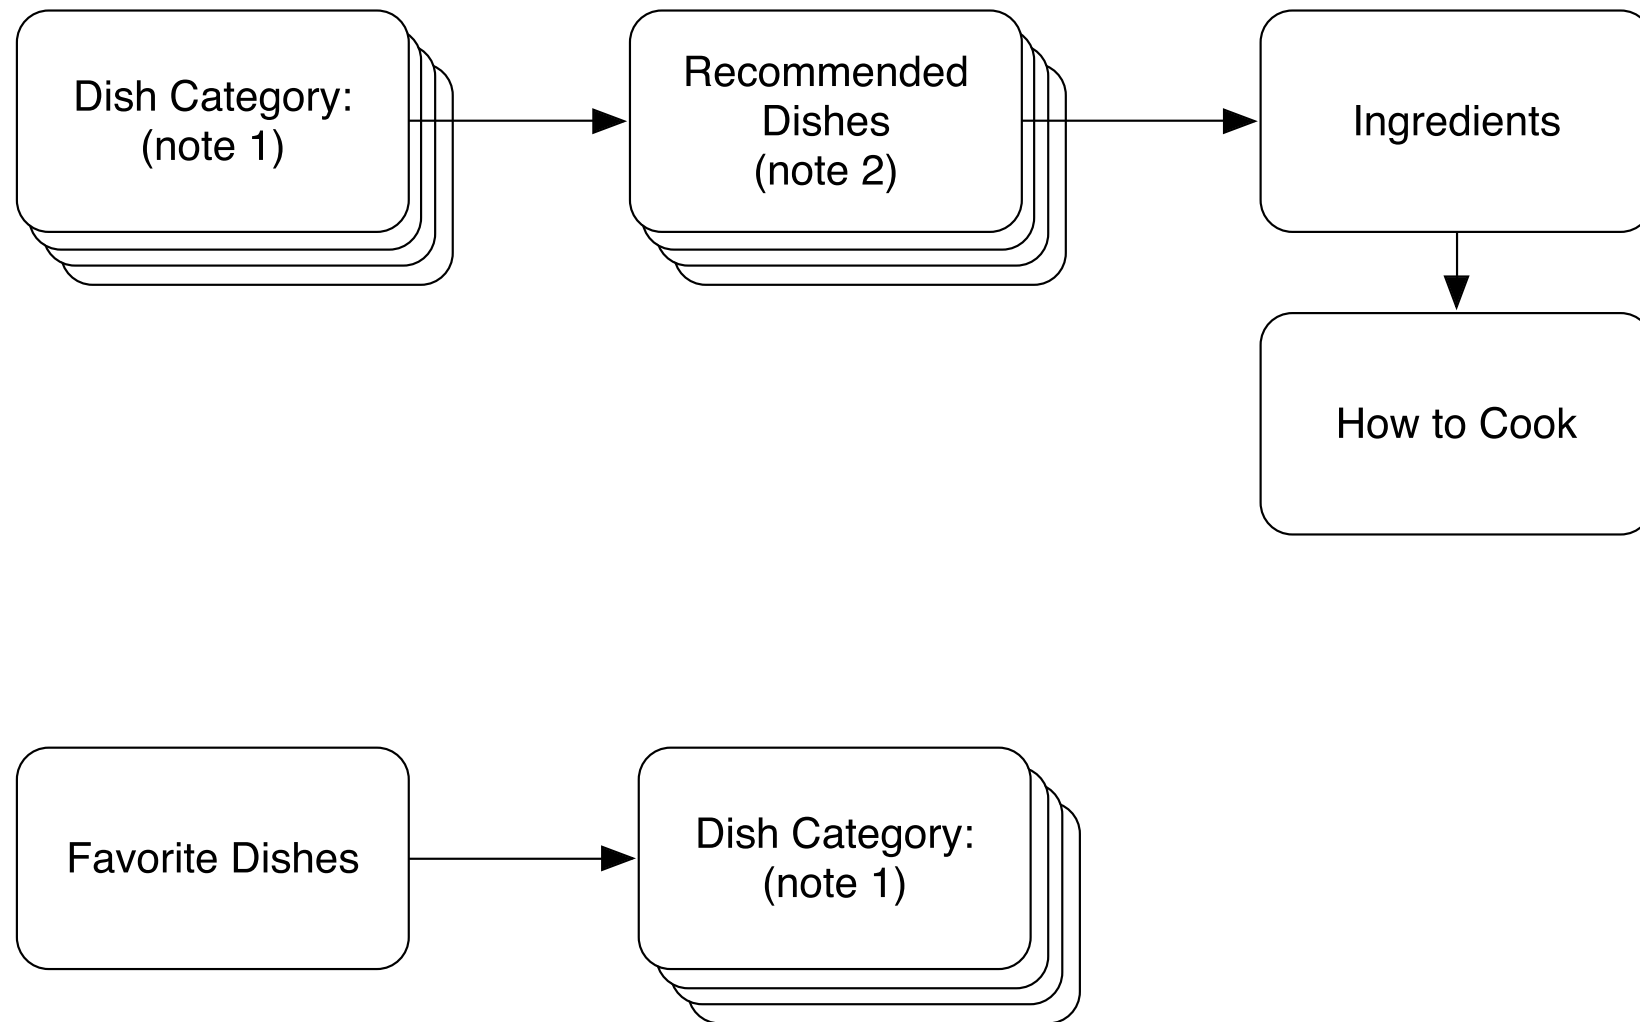 Dish Category:
(note 1)
Recommended
Dishes
(note 2)
Ingredients
How to Cook
Favorite Dishes
Dish Category:
(note 1)